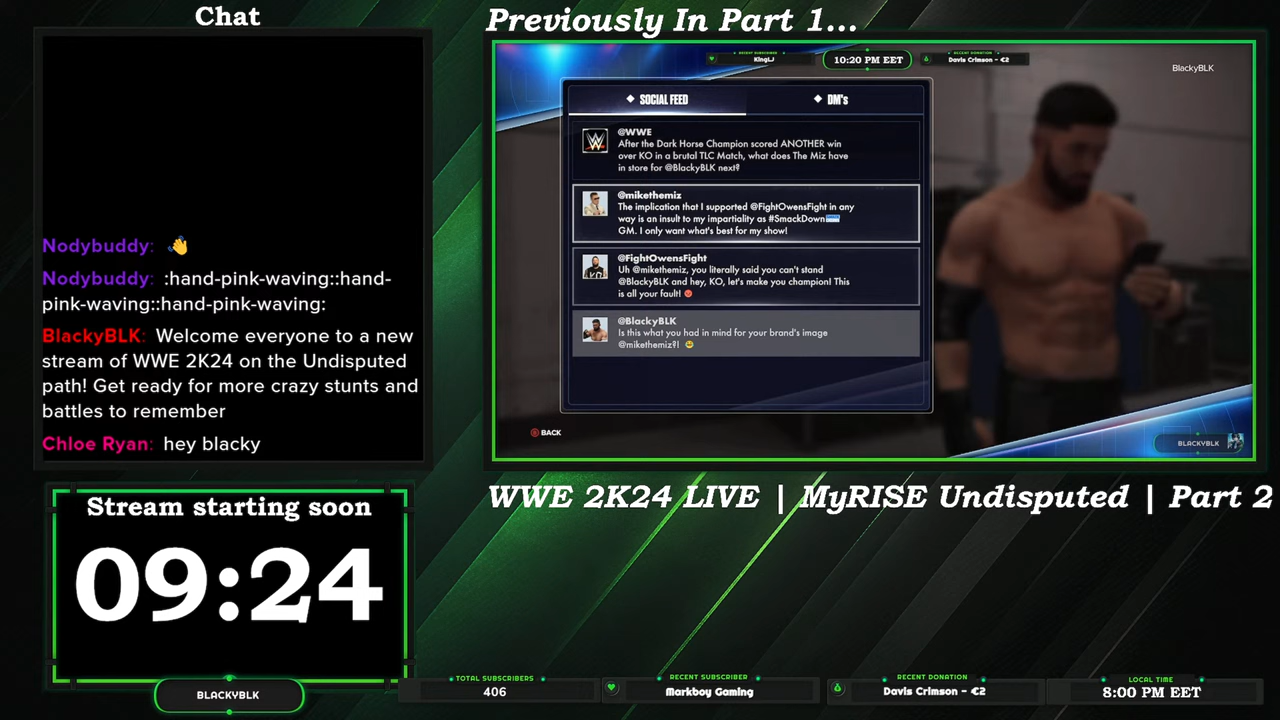 Chat
Previously In Part 1...
Nodybuddy: 👋
Nodybuddy: :hand-pink-waving::hand-
pink-waving::hand-pink-waving:
BlackyBLK: Welcome everyone to a new
stream of WWE 2K24 on the Undisputed
path! Get ready for more crazy stunts and
battles to remember
Chloe Ryan: hey blacky
RECENT SUBSCRIBER
KingLJ
10:20 PM EET
RECENT DONATION
Davis Crimson - €2
BlackyBLK
SOCIAL FEED
DM's
@WWE
After the Dark Horse Champion scored ANOTHER win
over KO in a brutal TLC Match, what does The Miz have
in store for @BlackyBLK next?
@mikethemiz
The implication that I supported @FightOwensFight in any
way is an insult to my impartiality as #SmackDown
GM. I only want what's best for my show!
@FightOwensFight
Uh @mikethemiz, you literally said you can't stand
@BlackyBLK and hey, KO, let's make you champion! This
is all your fault! 😡
@BlackyBLK
Is this what you had in mind for your brand's image
@mikethemiz?! 😂
BACK
BLACKYBLK
Stream starting soon
09:24
BLACKYBLK
WWE 2K24 LIVE | MyRISE Undisputed | Part 2
TOTAL SUBSCRIBERS
406
RECENT SUBSCRIBER
Markboy Gaming
RECENT DONATION
Davis Crimson - €2
LOCAL TIME
8:00 PM EET